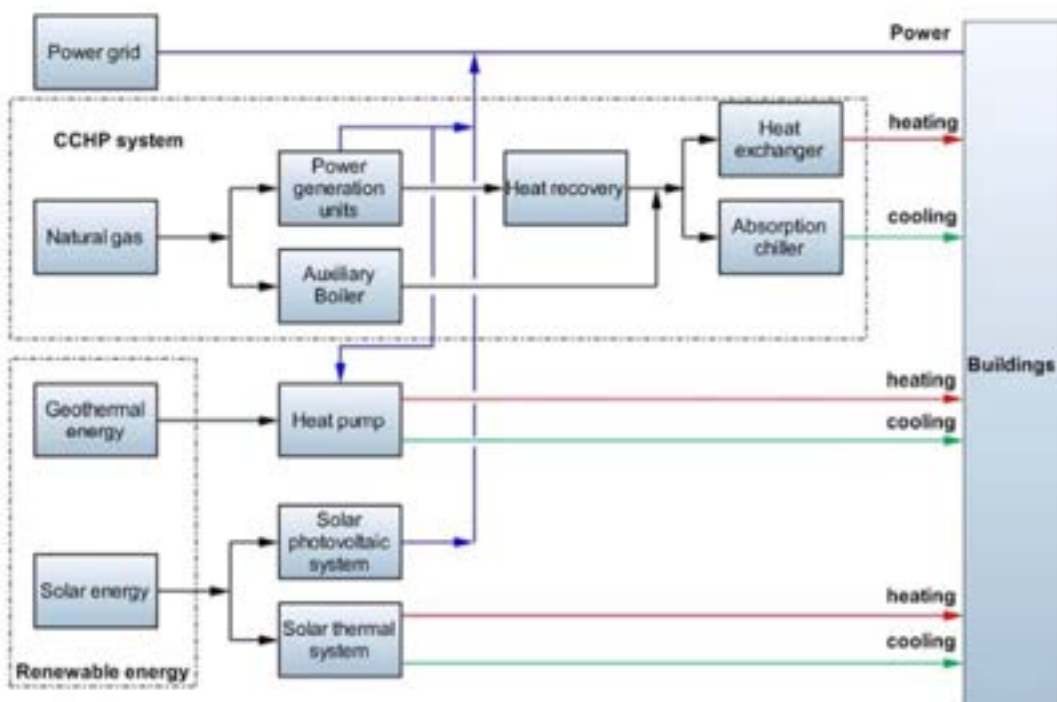 Power grid
Power
CCHP system
Heat
exchanger
heating
Power
generation
units
Heat recovery
Natural gas
Absorption
chiller
cooling
Auxiliary
Boiler
Buildings
Geothermal
energy
Heat pump
heating
cooling
Solar
photovoltaic
system
Solar energy
Solar thermal
system
heating
cooling
Renewable energy